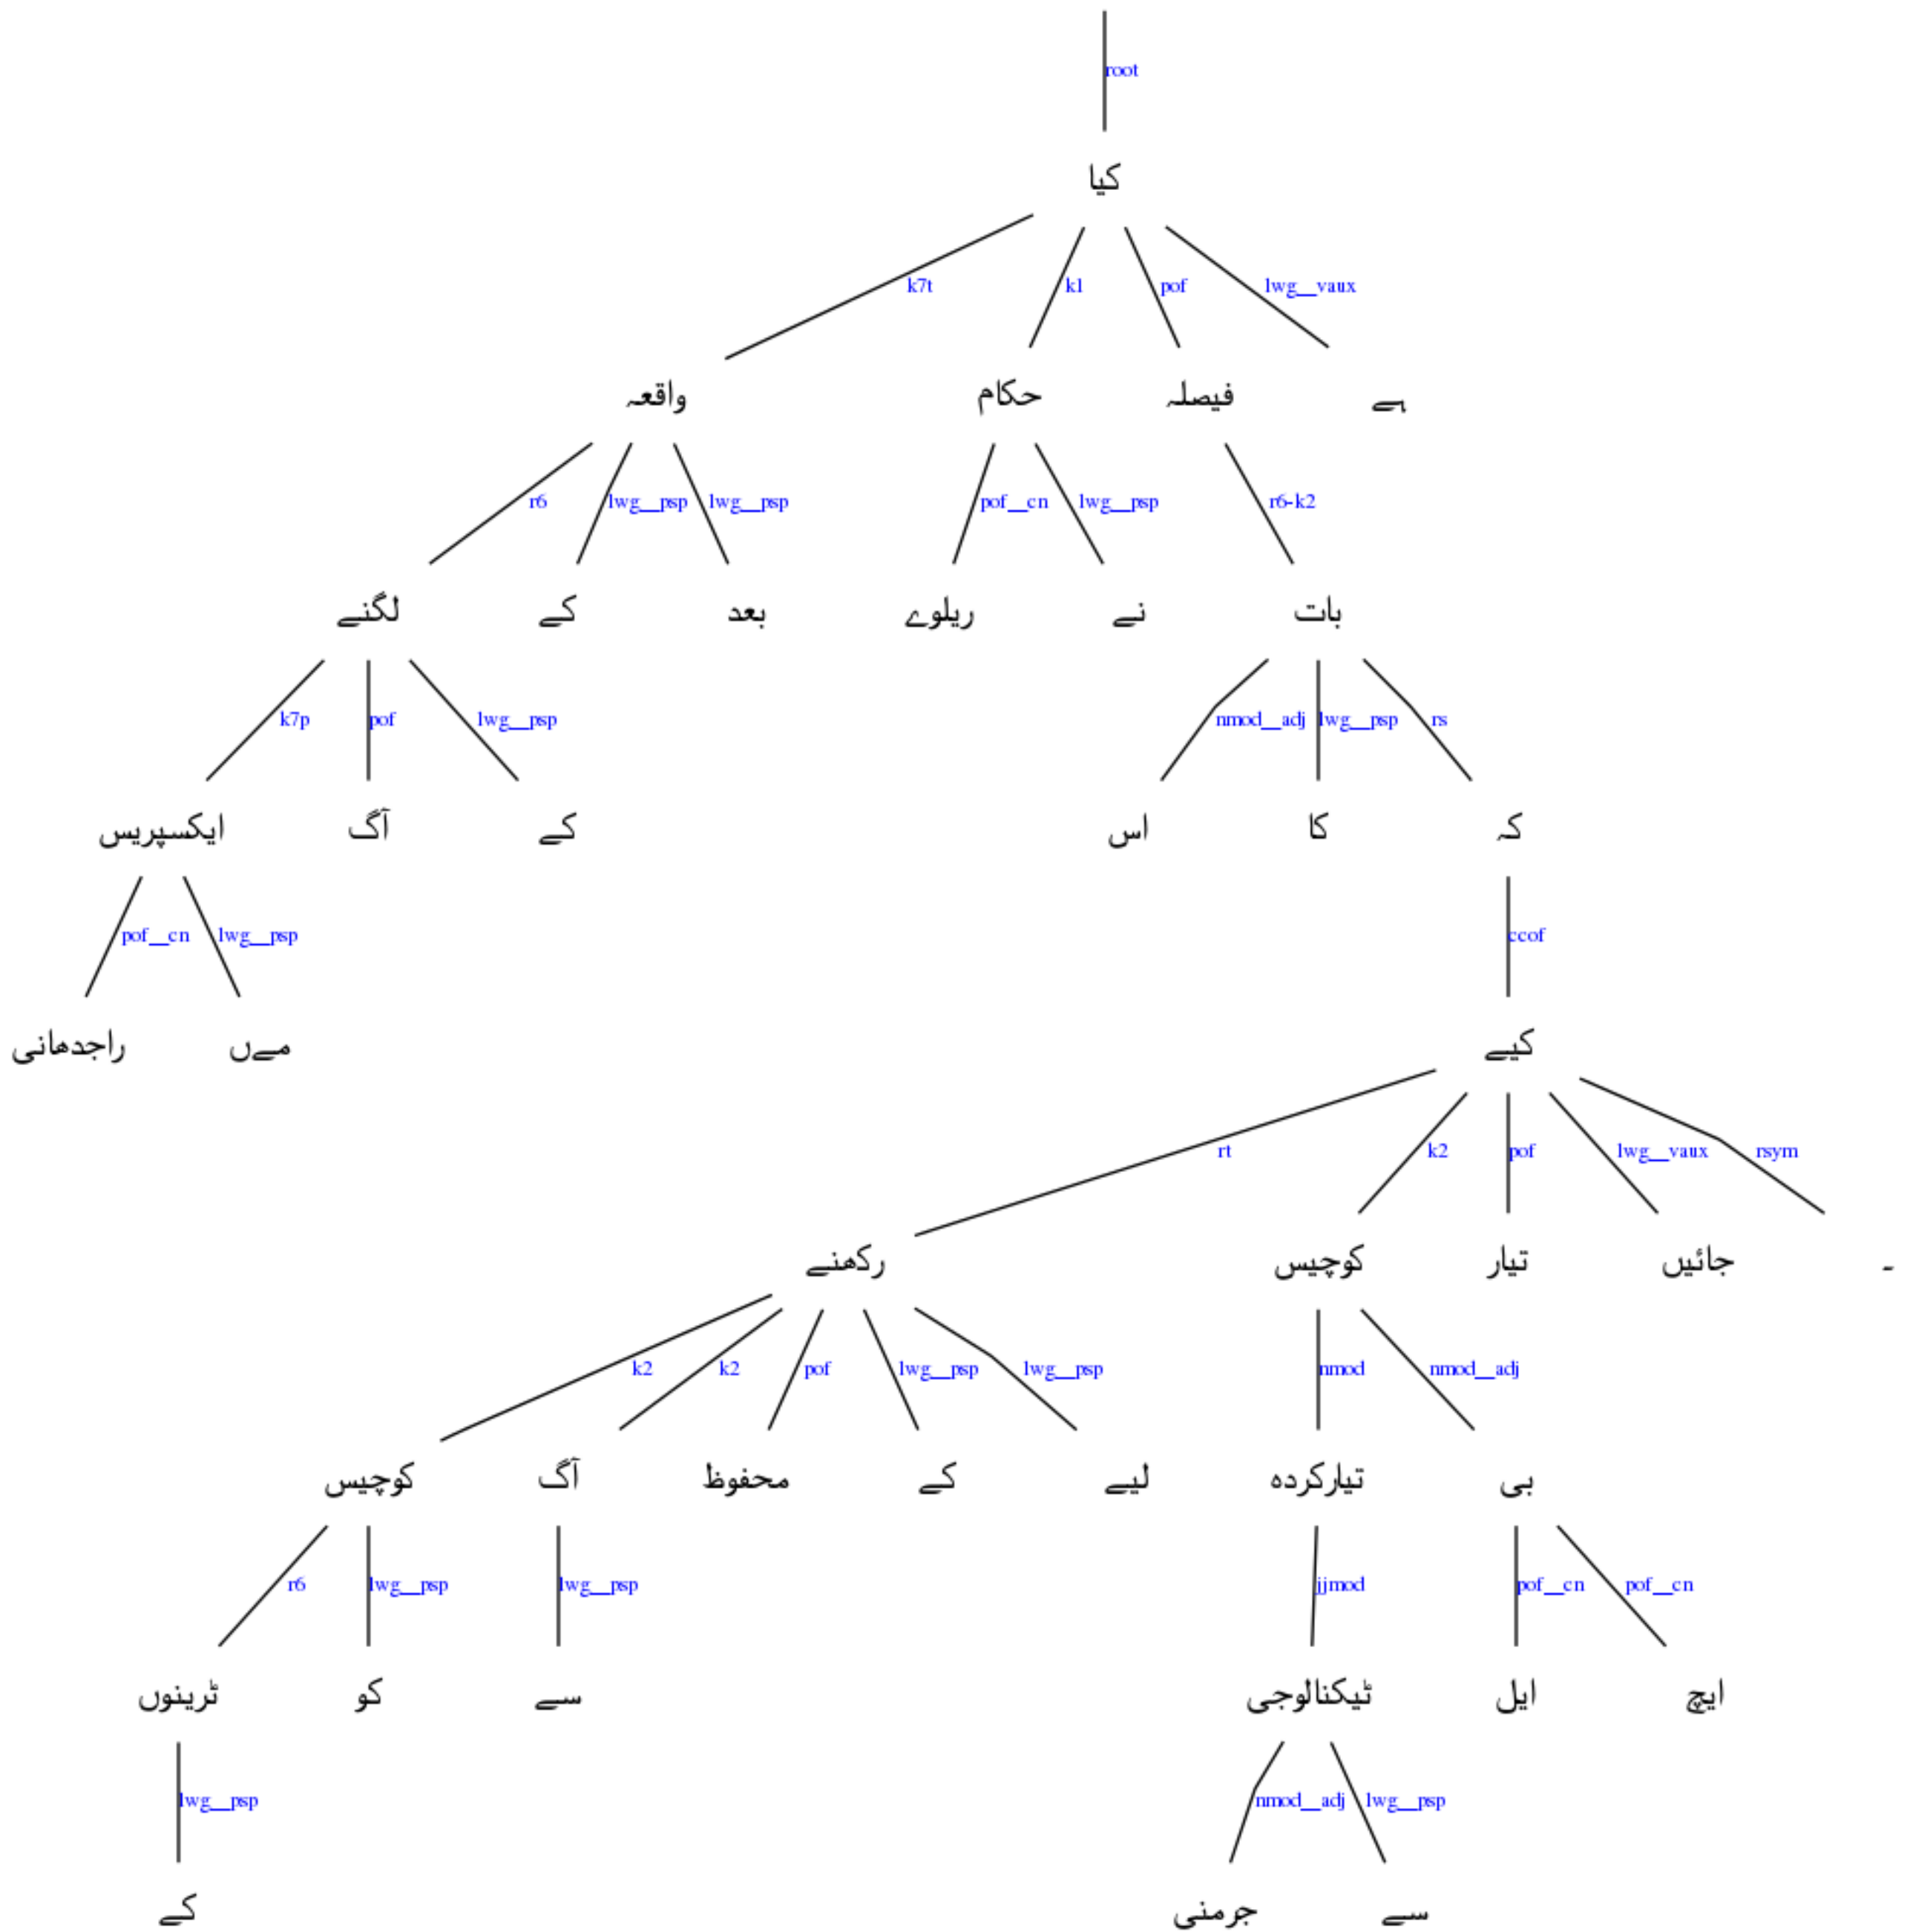 root
کیا
k7t k1 pof lwg__vaux
واقعہ حکام فیصلہ ہے
r6 lwg__psp lwg__psp pof__cn lwg__psp r6-k2
لگنے کے بعد ریلوے نے بات
k7p pof lwg__psp nmod__adj lwg__psp rs
ایکسپریس آگ کے اس کا کہ
pof__cn lwg__psp ccof
راجدھانی مےں کیے
rt k2 pof lwg__vaux rsym
رکھنے کوچیس تیار جائیں ۔
k2 k2 pof lwg__psp lwg__psp nmod nmod__adj
کوچیس آگ محفوظ کے لیے تیارکردہ بی
r6 lwg__psp lwg__psp jjmod pof__cn pof__cn
ٹرینوں کو سے ٹیکنالوجی ایل ایچ
lwg__psp nmod__adj lwg__psp
کے جرمنی سے